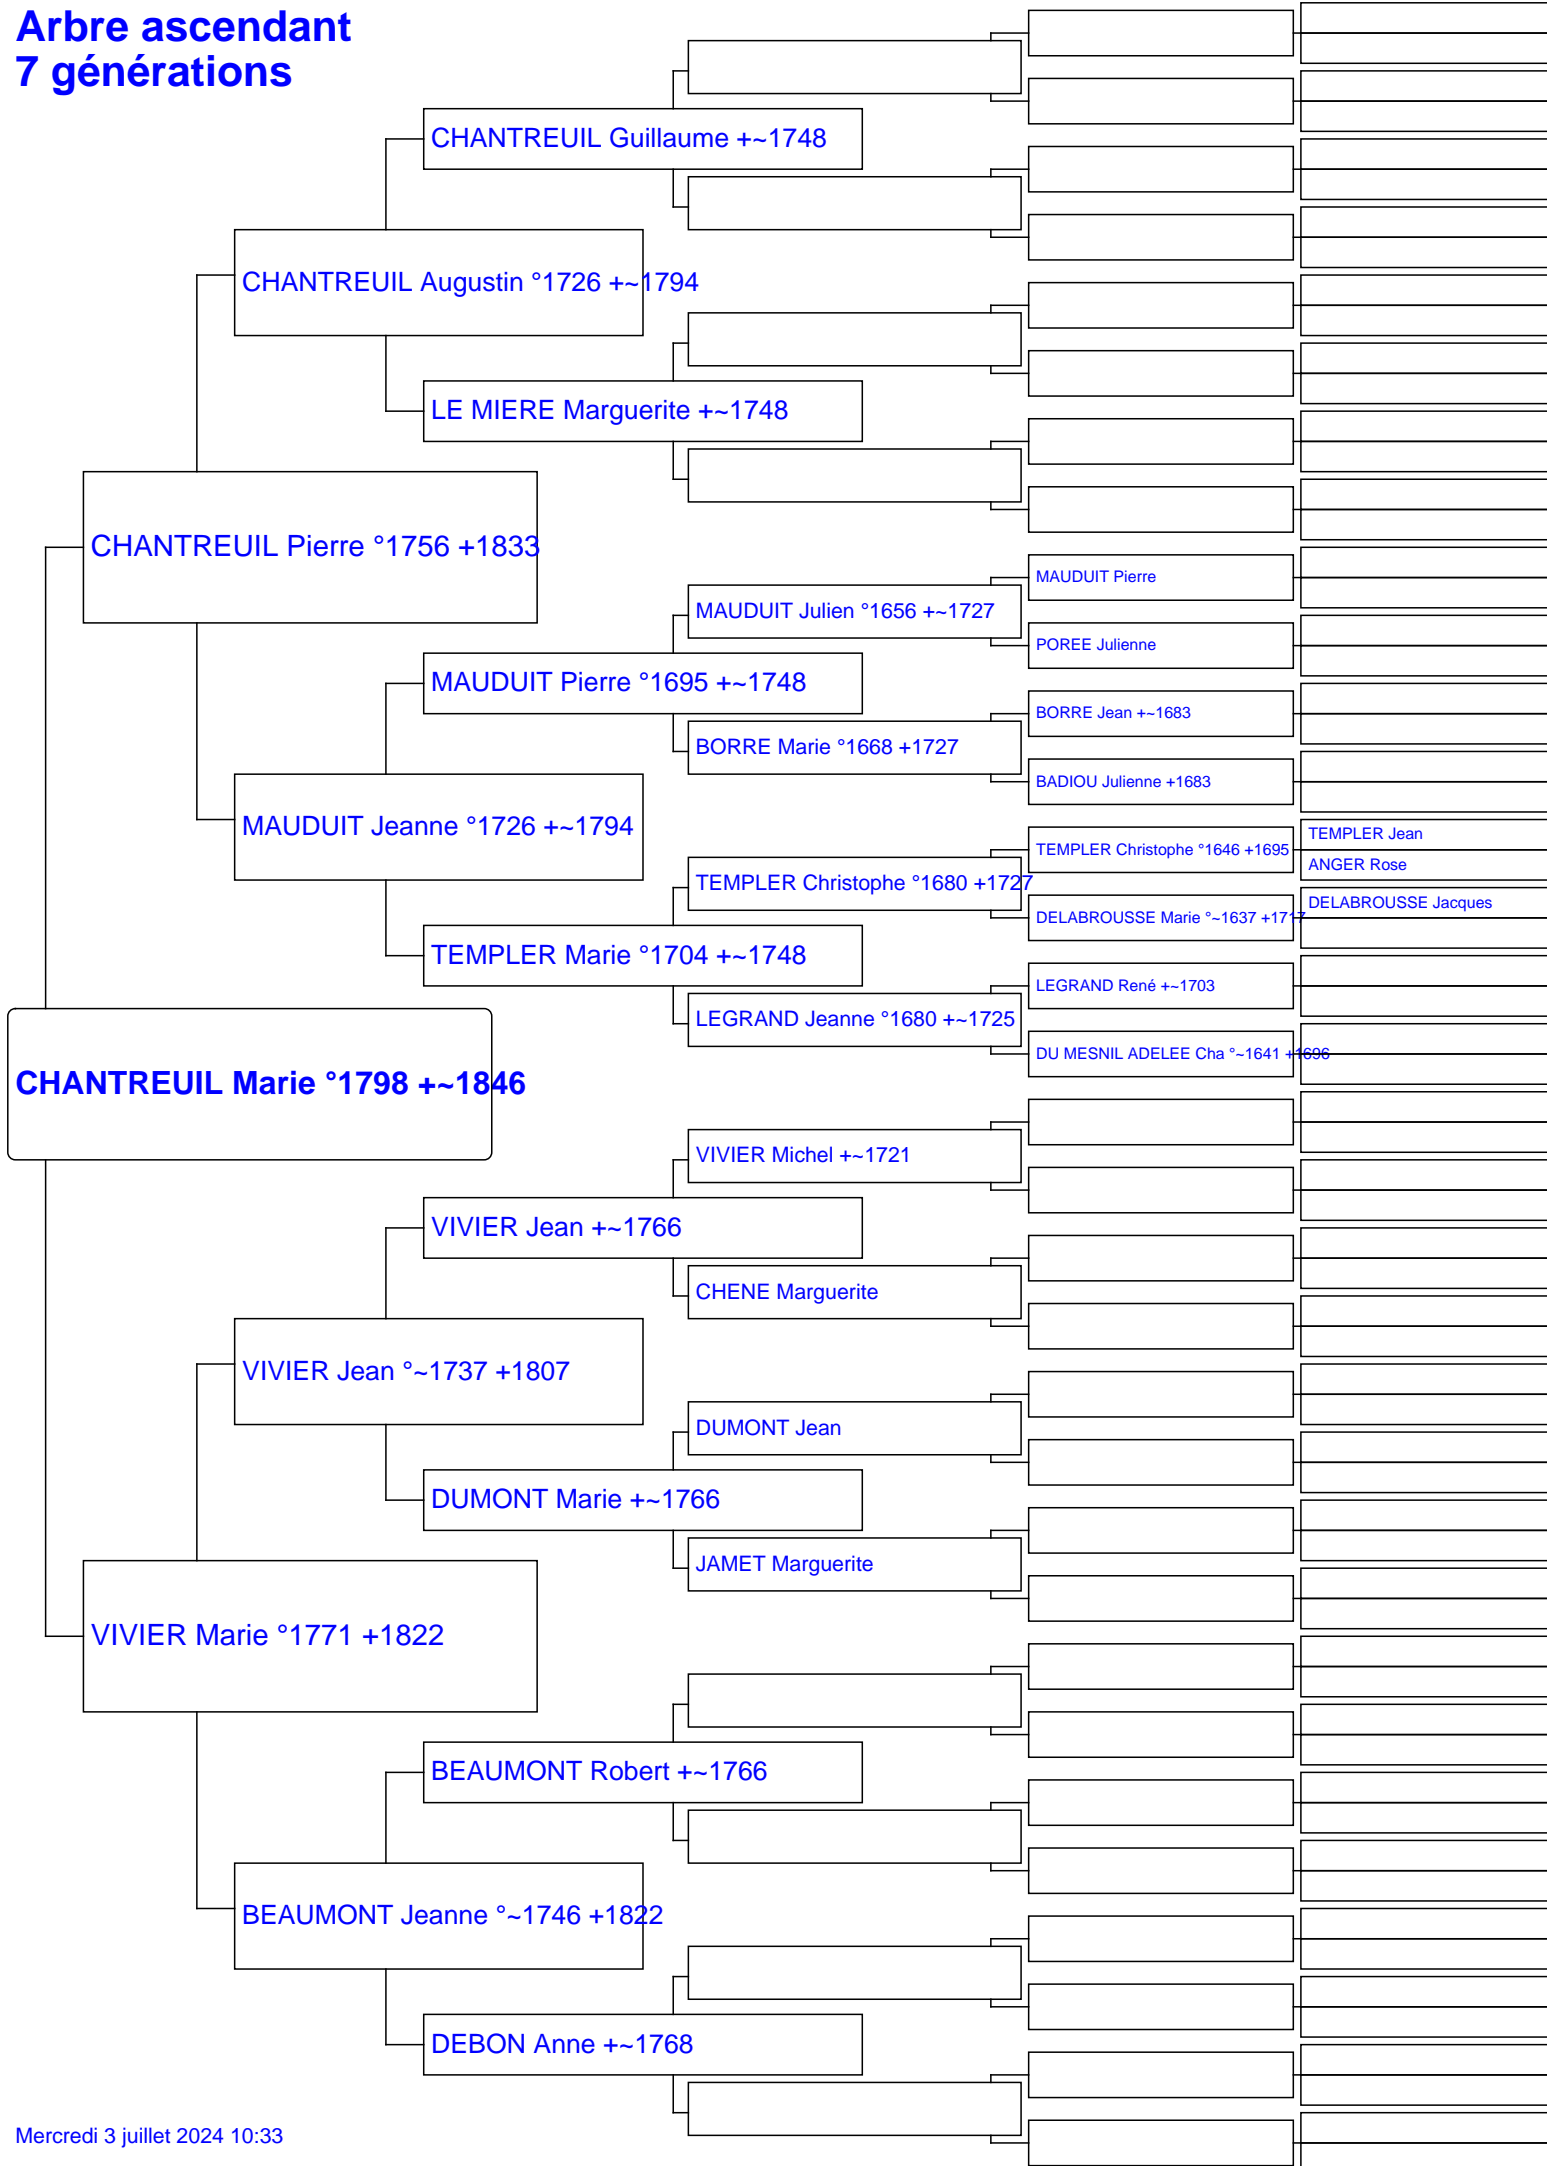 Arbre ascendant
7 générations
CHANTREUIL Guillaume +~1748
CHANTREUIL Augustin °1726 +~1794
LE MIERE Marguerite +~1748
CHANTREUIL Pierre °1756 +1833
MAUDUIT Pierre
MAUDUIT Julien °1656 +~1727
POREE Julienne
MAUDUIT Pierre °1695 +~1748
BORRE Jean +~1683
BORRE Marie °1668 +1727
BADIOU Julienne +1683
MAUDUIT Jeanne °1726 +~1794
TEMPLER Jean
TEMPLER Christophe °1646 +1695
ANGER Rose
TEMPLER Christophe °1680 +1727
DELABROUSSE Jacques
DELABROUSSE Marie °~1637 +1717
TEMPLER Marie °1704 +~1748
LEGRAND René +~1703
LEGRAND Jeanne °1680 +~1725
DU MESNIL ADELEE Cha °~1641 +1696
CHANTREUIL Marie °1798 +~1846
VIVIER Michel +~1721
VIVIER Jean +~1766
CHENE Marguerite
VIVIER Jean °~1737 +1807
DUMONT Jean
DUMONT Marie +~1766
JAMET Marguerite
VIVIER Marie °1771 +1822
BEAUMONT Robert +~1766
BEAUMONT Jeanne °~1746 +1822
DEBON Anne +~1768
Mercredi 3 juillet 2024 10:33